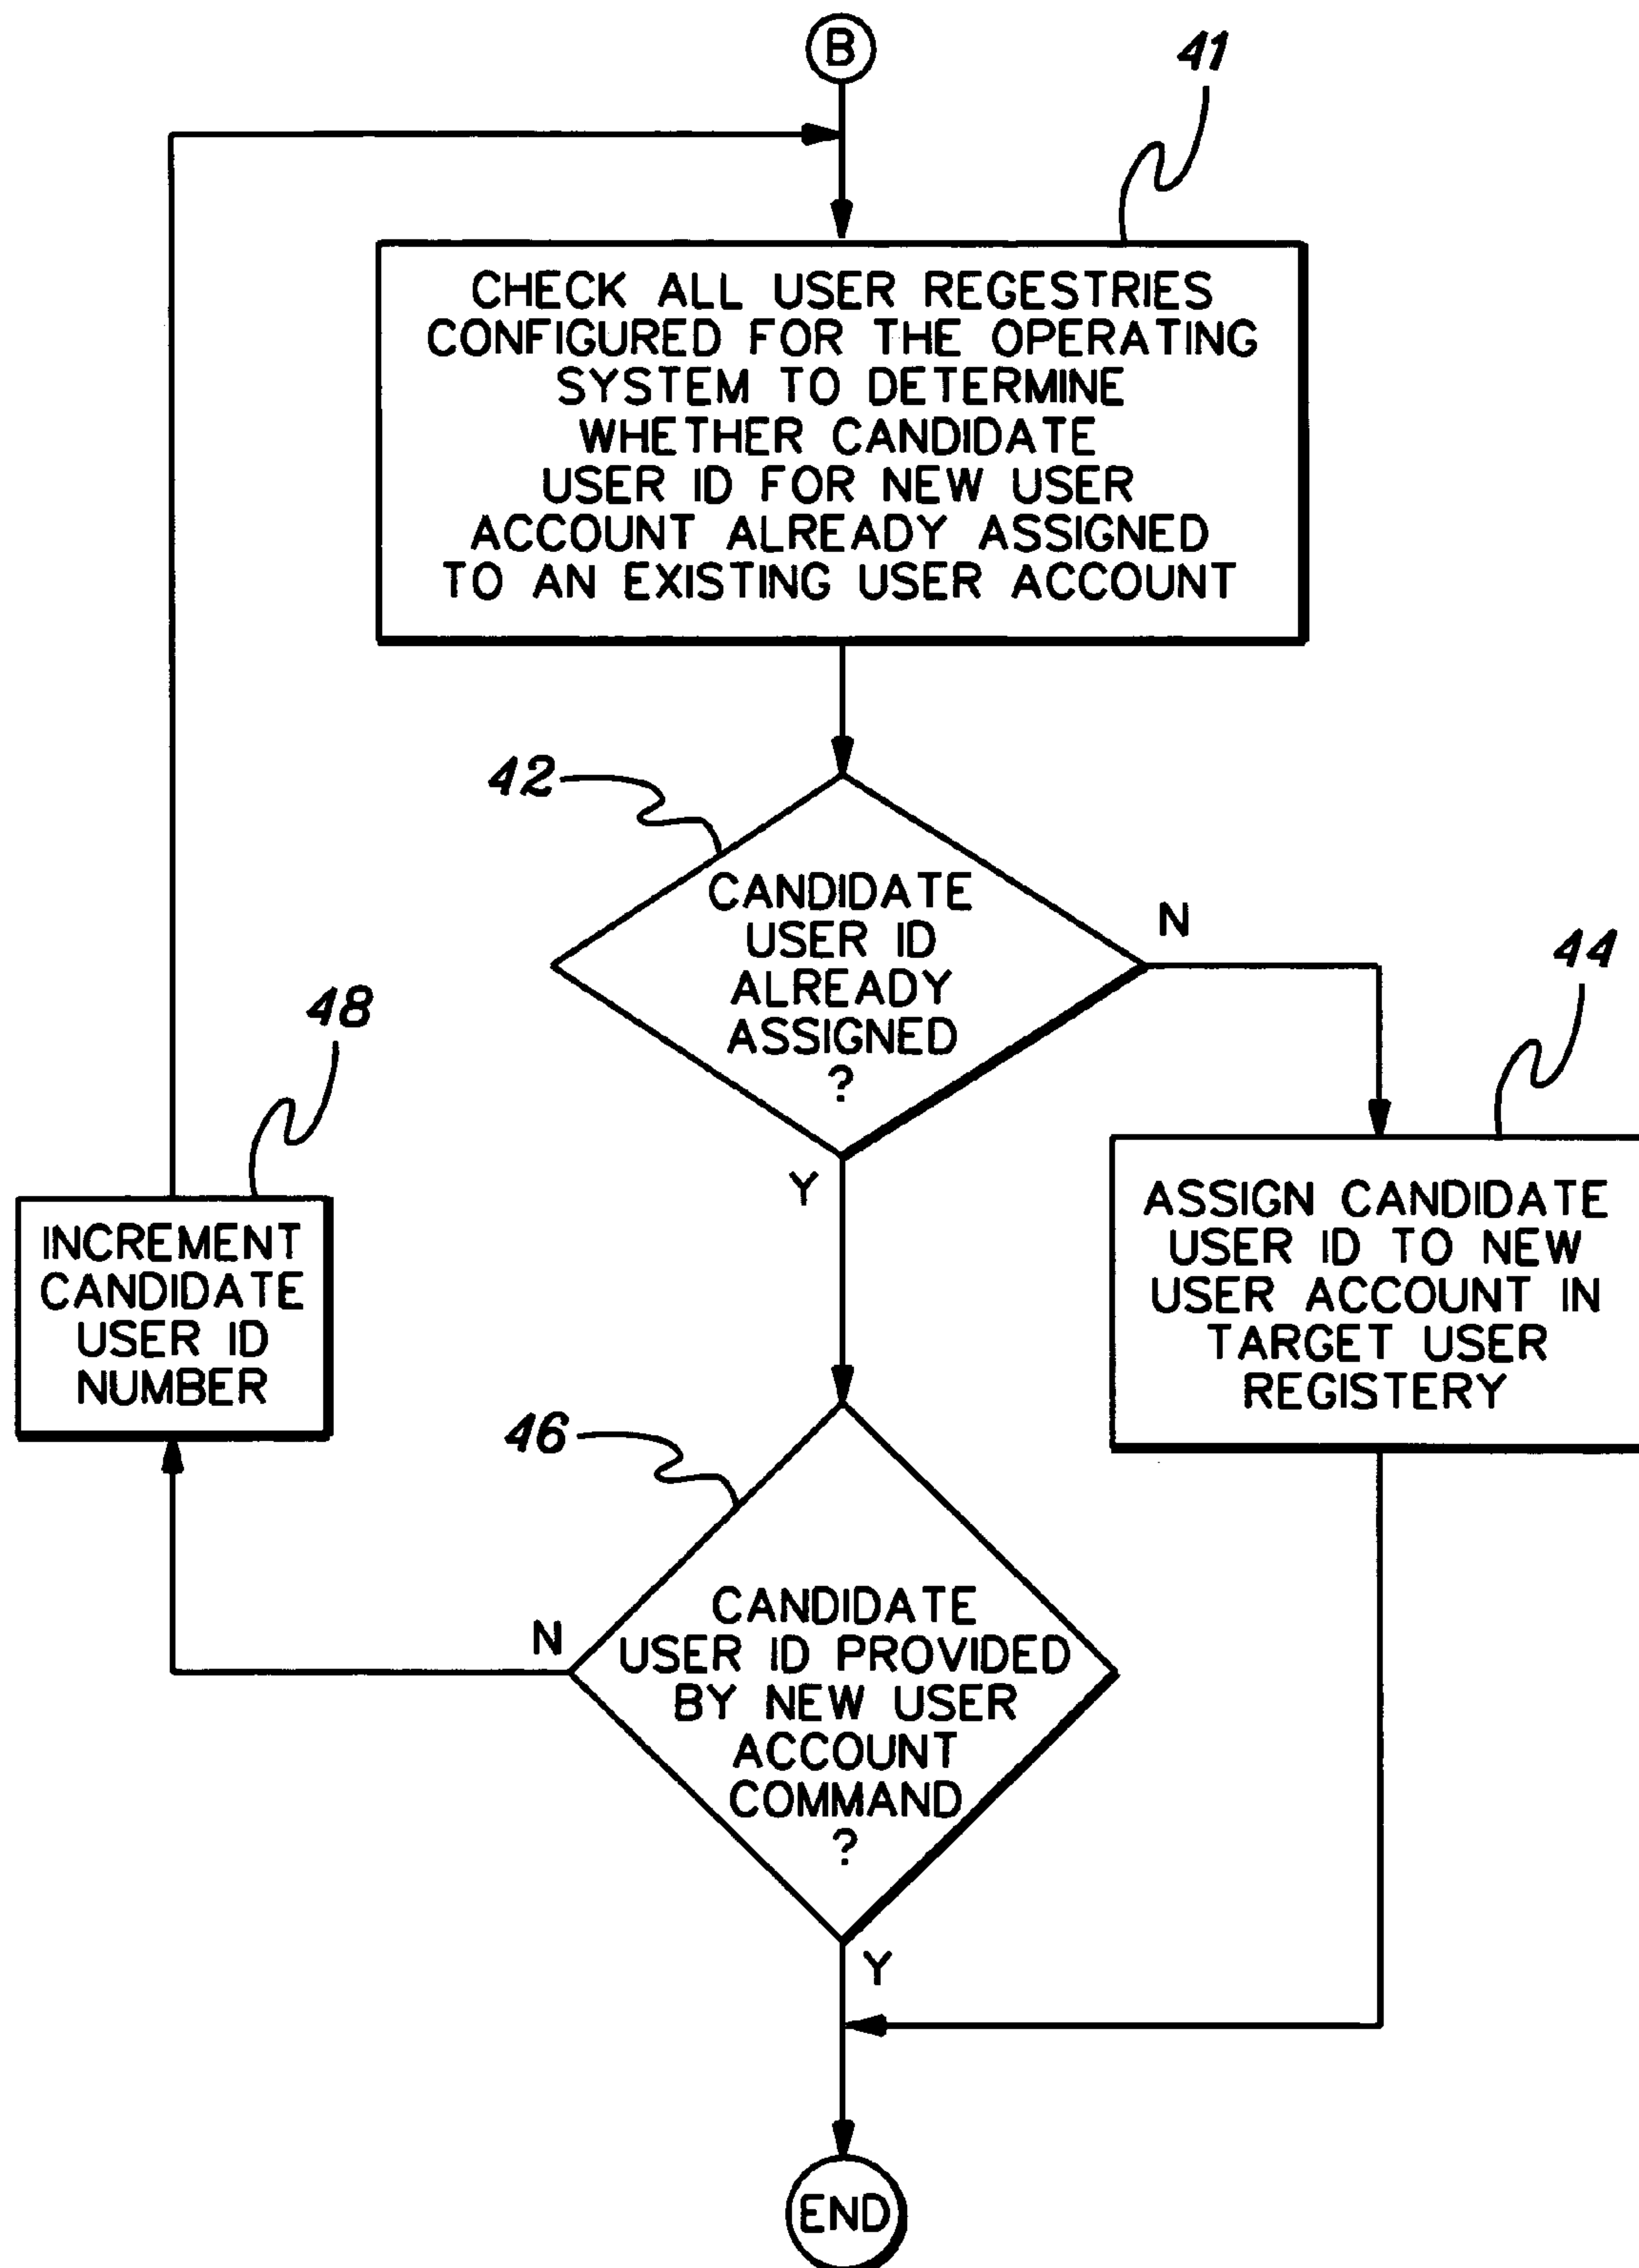 B
41
CHECK ALL USER REGESTRIES
CONFIGURED FOR THE OPERATING
SYSTEM TO DETERMINE
WHETHER CANDIDATE
USER ID FOR NEW USER
ACCOUNT ALREADY ASSIGNED
TO AN EXISTING USER ACCOUNT
42
CANDIDATE
USER ID
ALREADY
ASSIGNED
?
N
Y
44
ASSIGN CANDIDATE
USER ID TO NEW
USER ACCOUNT IN
TARGET USER
REGISTERY
48
INCREMENT
CANDIDATE
USER ID
NUMBER
46
CANDIDATE
USER ID PROVIDED
BY NEW USER
ACCOUNT
COMMAND
?
N
Y
END